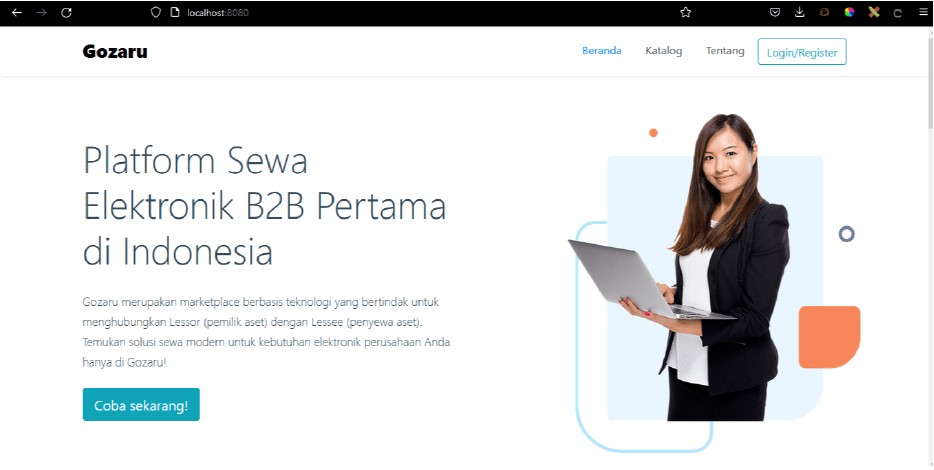 localhost:8080
Gozaru
Beranda
Katalog
Tentang
Login/Register
Platform Sewa
Elektronik B2B Pertama
di Indonesia
Gozaru merupakan marketplace berbasis teknologi yang bertindak untuk
menghubungkan Lessor (pemilik aset) dengan Lessee (penyewa aset).
Temukan solusi sewa modern untuk kebutuhan elektronik perusahaan Anda
hanya di Gozaru!
Coba sekarang!